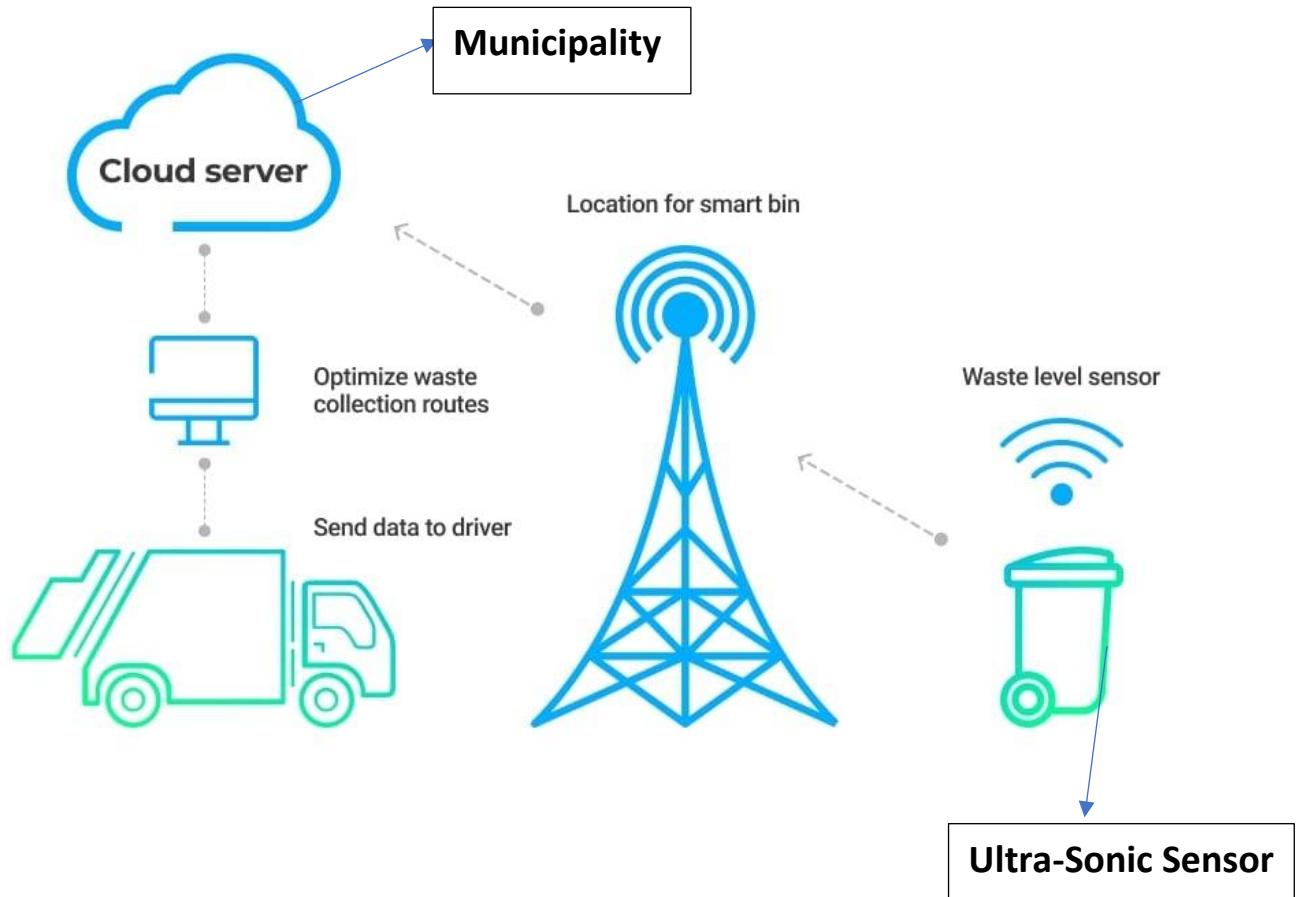 Municipality
Cloud server
Location for smart bin
Optimize waste
collection routes
Waste level sensor
Send data to driver
Ultra-Sonic Sensor